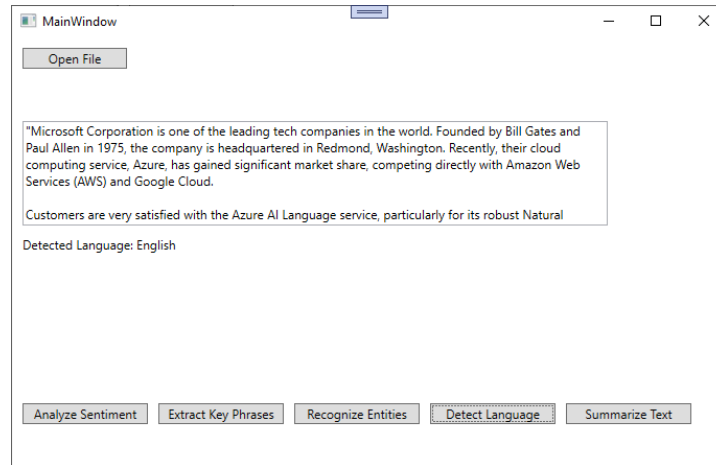 MainWindow
Open File
"Microsoft Corporation is one of the leading tech companies in the world. Founded by Bill Gates and
Paul Allen in 1975, the company is headquartered in Redmond, Washington. Recently, their cloud
computing service, Azure, has gained significant market share, competing directly with Amazon Web
Services (AWS) and Google Cloud.
Customers are very satisfied with the Azure AI Language service, particularly for its robust Natural
Detected Language: English
Analyze Sentiment Extract Key Phrases Recognize Entities Detect Language Summarize Text